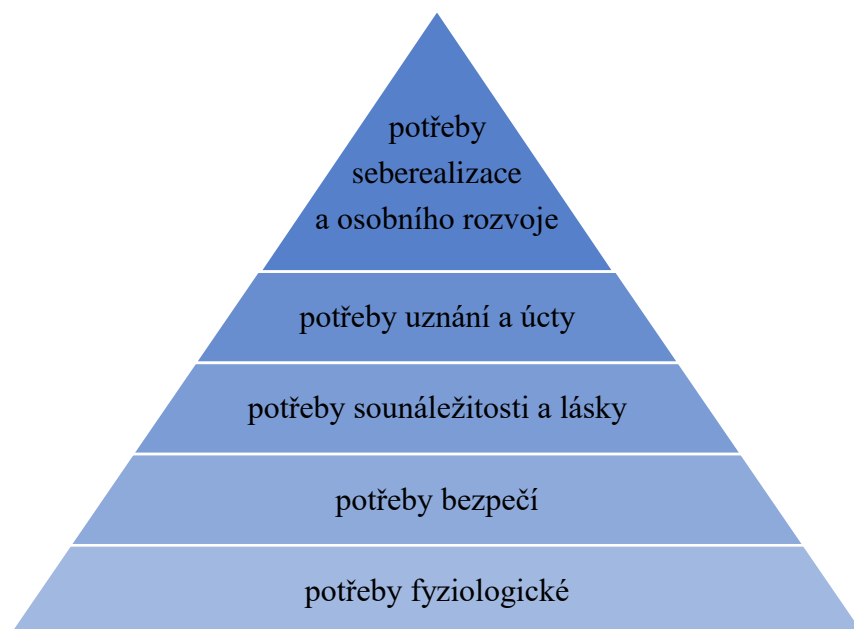 potřeby
seberealizace
a osobního rozvoje
potřeby uznání a úcty
potřeby sounáležitosti a lásky
potřeby bezpečí
potřeby fyziologické